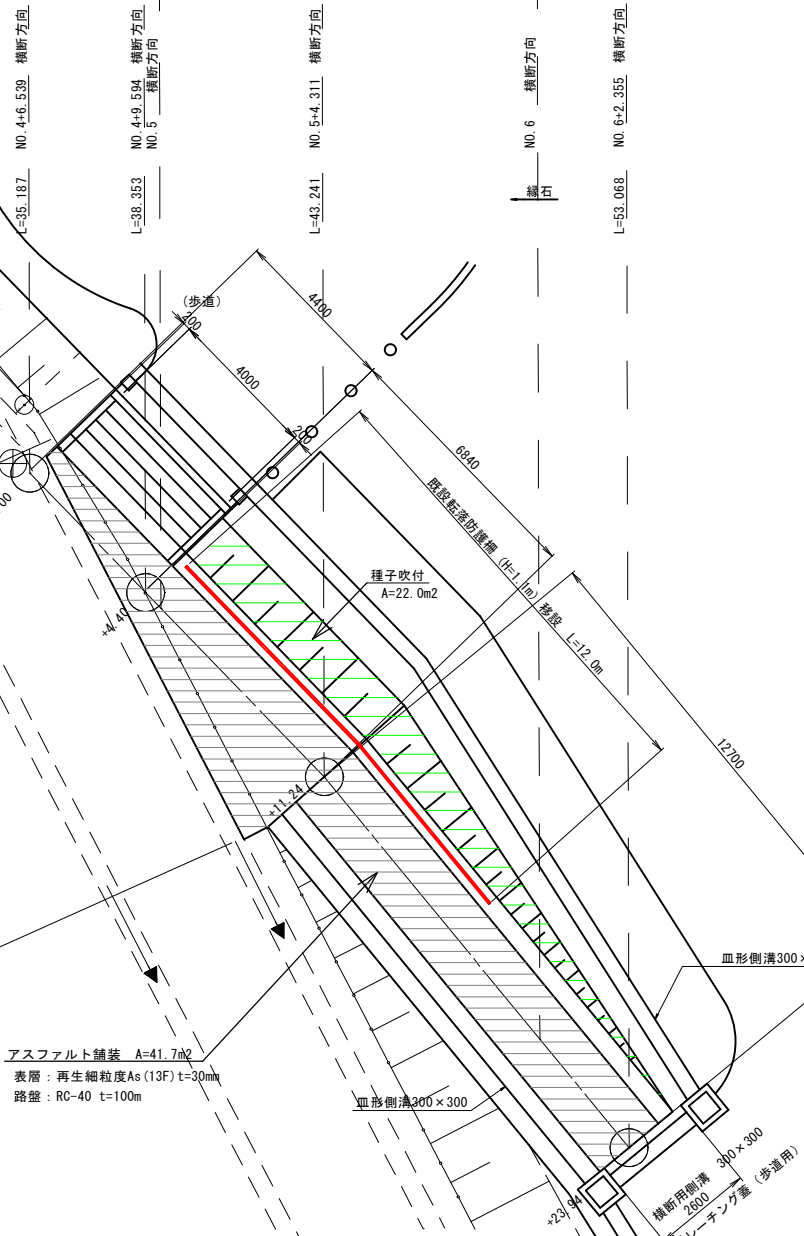 NO.4+6.539 横断方向
L=35.187
NO.4+9.594 横断方向
L=38.353
NO.5 横断方向
NO.5+4.311 横断方向
L=43.241
NO.6 横断方向
NO.6+2.355 横断方向
L=53.068
縁石
(歩道)
200
4400
4000
200
6840
既設転落防護柵 (H=1.1m) 移設 L=12.0m
種子吹付
A=22.0m2
+4.40
00
+11.24
12700
皿形側溝300×
アスファルト舗装 A=41.7m2
表層：再生細粒度As(13F)t=30mm
路盤：RC-40 t=100m
皿形側溝300×300
+23.94
横断用側溝 300×300
2600
レーチング蓋 (歩道用)